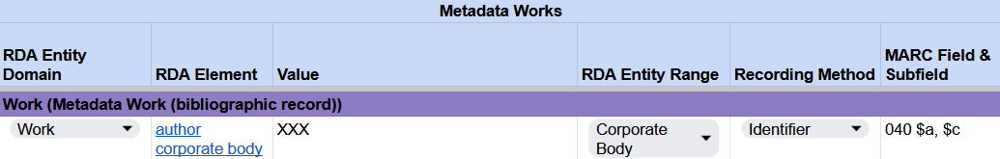 Metadata Works
RDA Entity Domain RDA Element Value RDA Entity Range Recording Method MARC Field & Subfield
Work (Metadata Work (bibliographic record))
Work author corporate body XXX Corporate Body Identifier 040 $a, $c